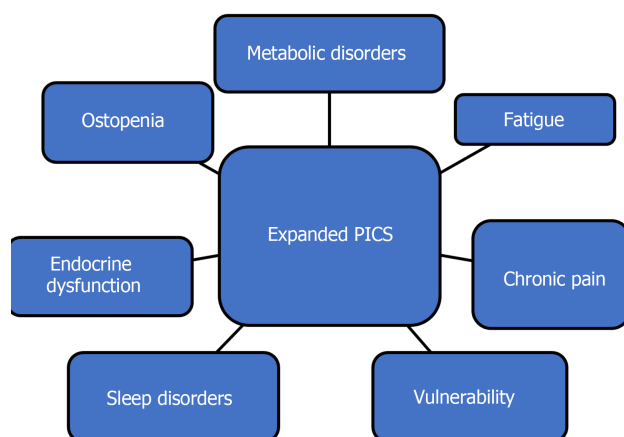 Metabolic disorders
Ostopenia
Fatigue
Expanded PICS
Endocrine
dysfunction
Chronic pain
Sleep disorders
Vulnerability